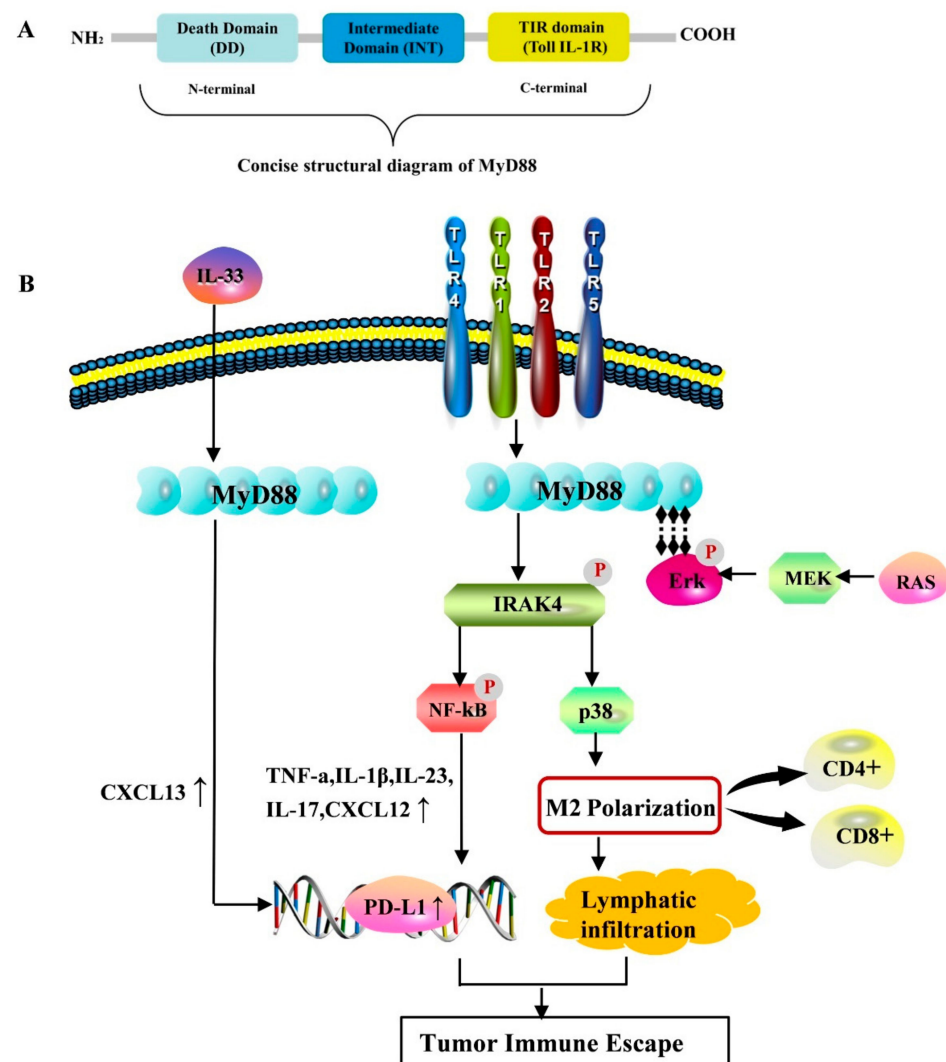 A
NH₂
Death Domain
(DD)
Intermediate
Domain (INT)
TIR domain
(Toll IL-1R)
COOH
N-terminal
C-terminal
Concise structural diagram of MyD88
B
IL-33
TLR4
TLR1
TLR2
TLR5
MyD88
MyD88
P
Erk
MEK
RAS
P
IRAK4
P
NF-kB
p38
CXCL13 ↑
TNF-a,IL-1β,IL-23,
IL-17,CXCL12 ↑
M2 Polarization
CD4+
CD8+
PD-L1 ↑
Lymphatic
infiltration
Tumor Immune Escape